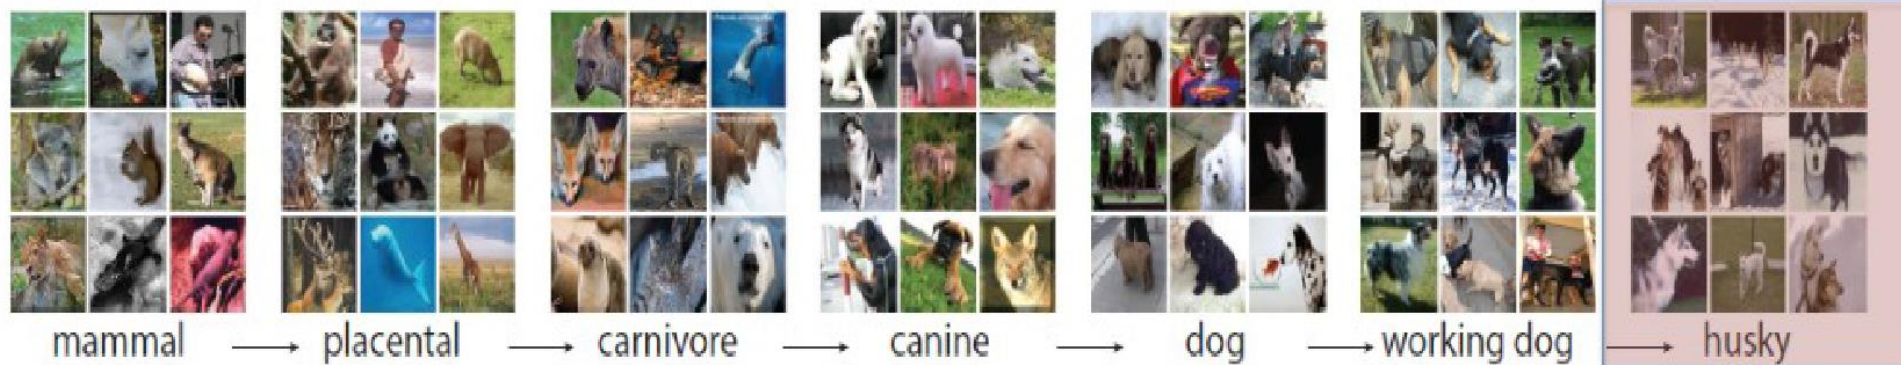 mammal → placental → carnivore → canine → dog → working dog → husky